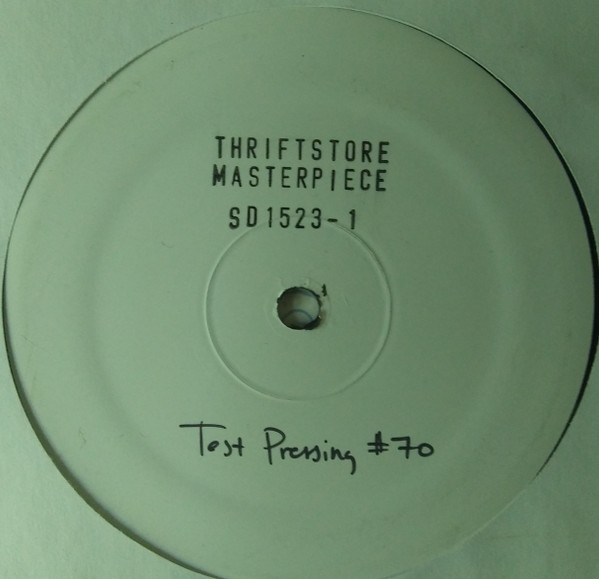 THRIFTSTORE
MASTERPIECE
SD1523-1
Test Pressing #70